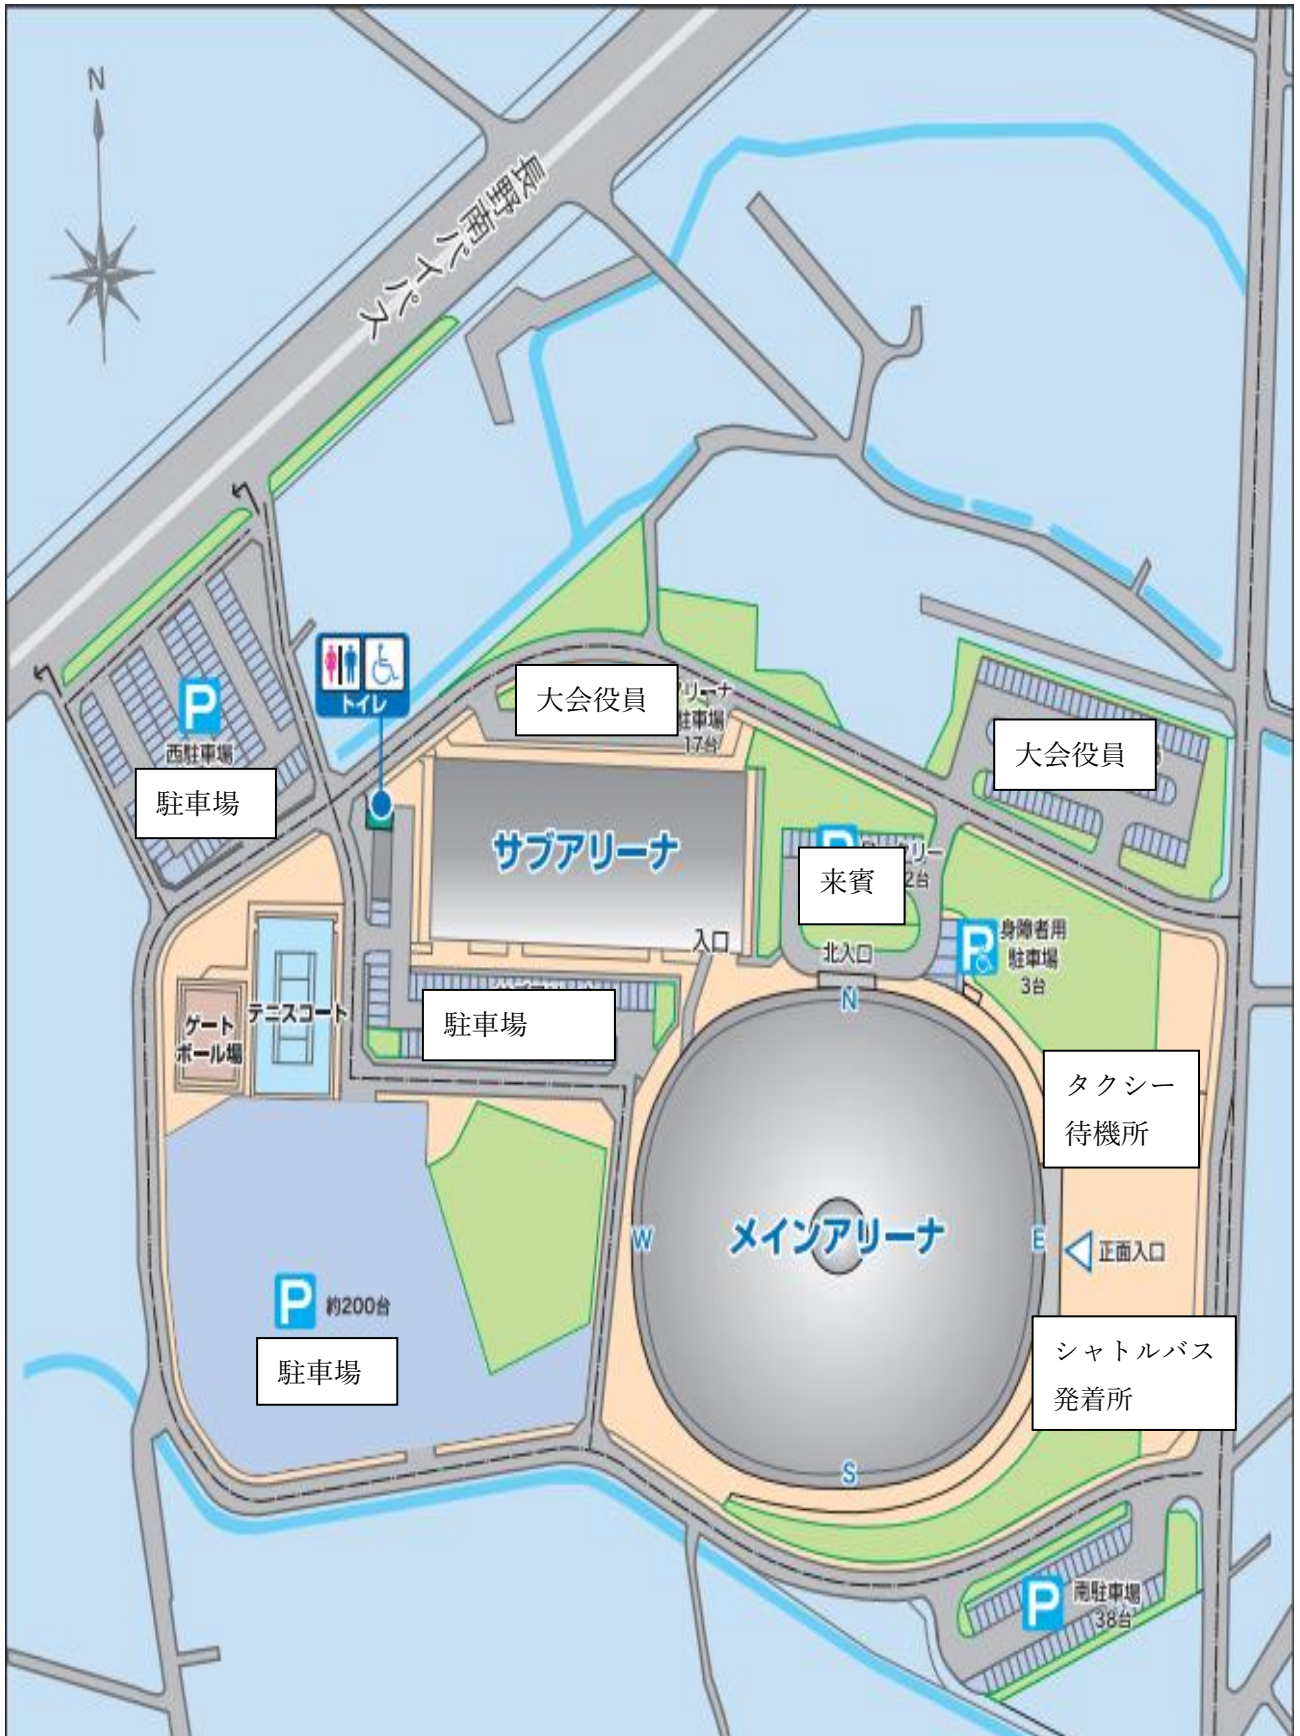 N
長野南バイパス
トイレ
大会役員
リーナ
駐車場
17台
P
西駐車場
駐車場
大会役員
サブアリーナ
P
リー
2台
来賓
入口
北入口
P
身障者用
駐車場
3台
N
テニスコート
ゲート
ボール場
駐車場
タクシー
待機所
W
メインアリーナ
E
正面入口
P
約200台
駐車場
シャトルバス
発着所
S
P
南駐車場
38台